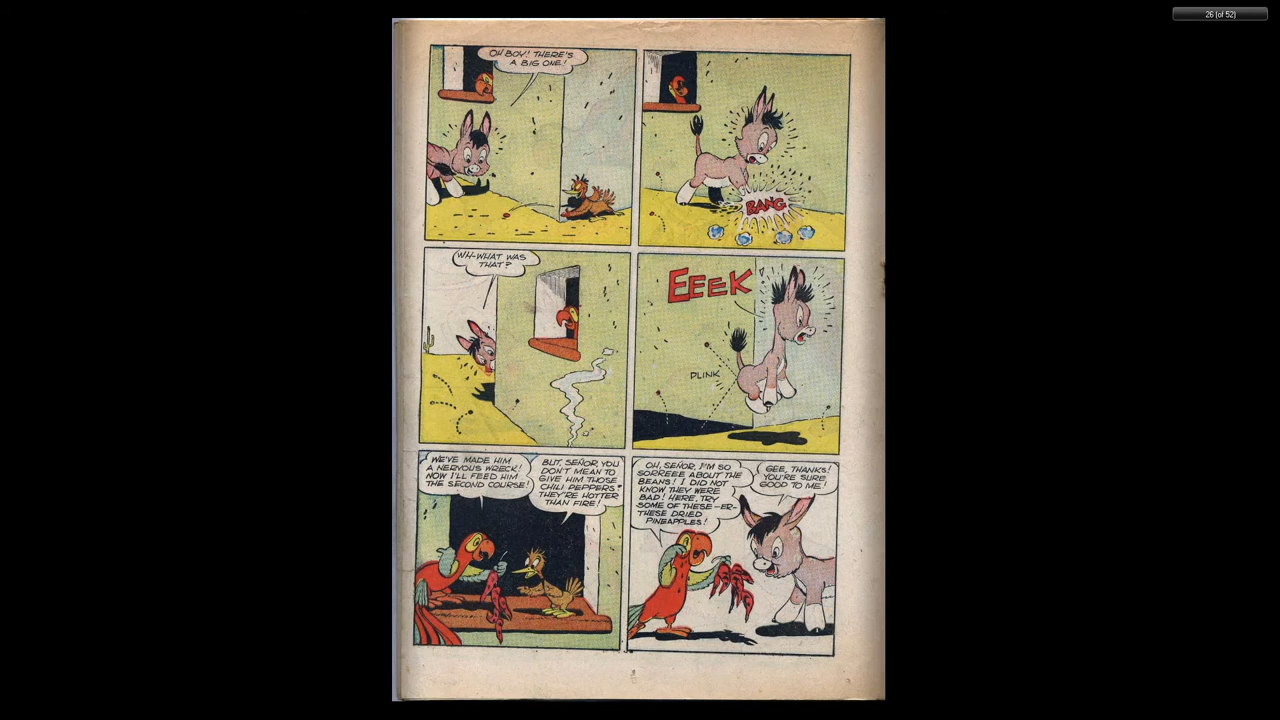 26 (of 52)
OH BOY! THERE'S
A BIG ONE!
BANG
WH-WHAT WAS
THAT?
EEEK
PLINK
WE'VE MADE HIM
A NERVOUS WRECK!
NOW I'LL FEED HIM
THE SECOND COURSE!
BUT, SEÑOR, YOU
DON'T MEAN TO
GIVE HIM THOSE
CHILI PEPPERS?
THEY'RE HOTTER
THAN FIRE!
OH, SEÑOR, I'M SO
SORREEE ABOUT THE
BEANS! I DID NOT
KNOW THEY WERE
BAD! HERE, TRY
SOME OF THESE—ER—
THESE DRIED
PINEAPPLES!
GEE, THANKS!
YOU'RE SURE
GOOD TO ME!